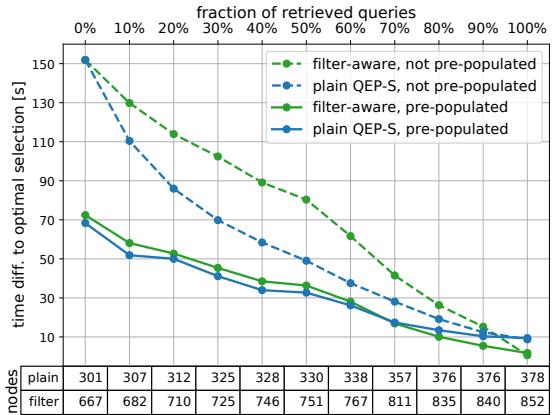 fraction of retrieved queries
0% 10% 20% 30% 40% 50% 60% 70% 80% 90% 100%
time diff. to optimal selection [s]
150
130
110
90
70
50
30
10
filter-aware, not pre-populated
plain QEP-S, not pre-populated
filter-aware, pre-populated
plain QEP-S, pre-populated
nodes
plain 301 307 312 325 328 330 338 357 376 376 378
filter 667 682 710 725 746 751 767 811 835 840 852